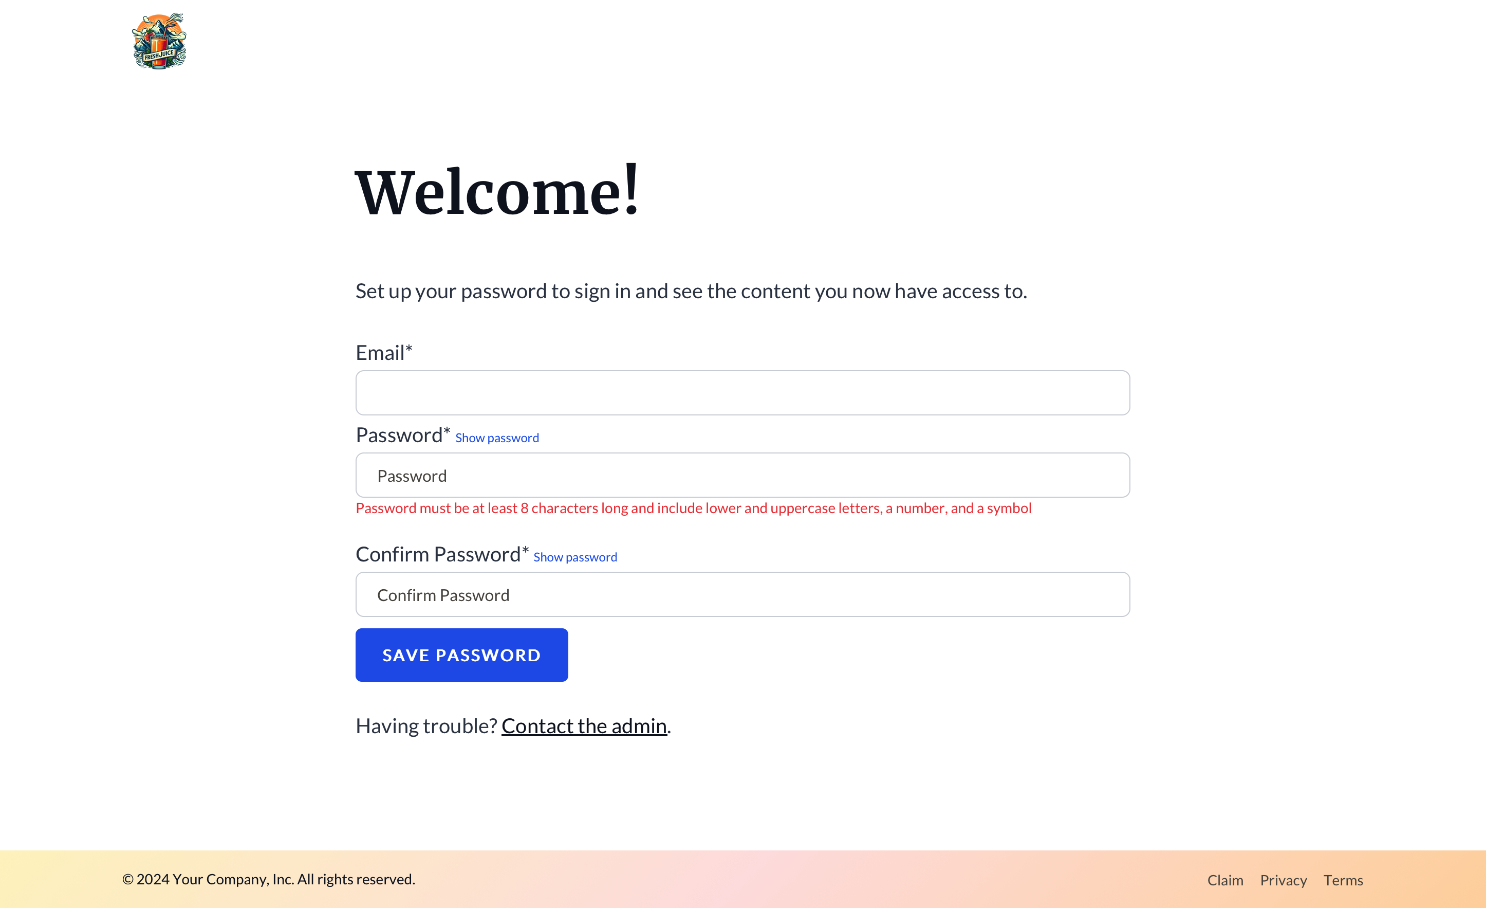 FRESHJUICE
Welcome!
Set up your password to sign in and see the content you now have access to.
Email*
Password* Show password
Password
Password must be at least 8 characters long and include lower and uppercase letters, a number, and a symbol
Confirm Password* Show password
Confirm Password
SAVE PASSWORD
Having trouble? Contact the admin.
© 2024 Your Company, Inc. All rights reserved.
Claim Privacy Terms